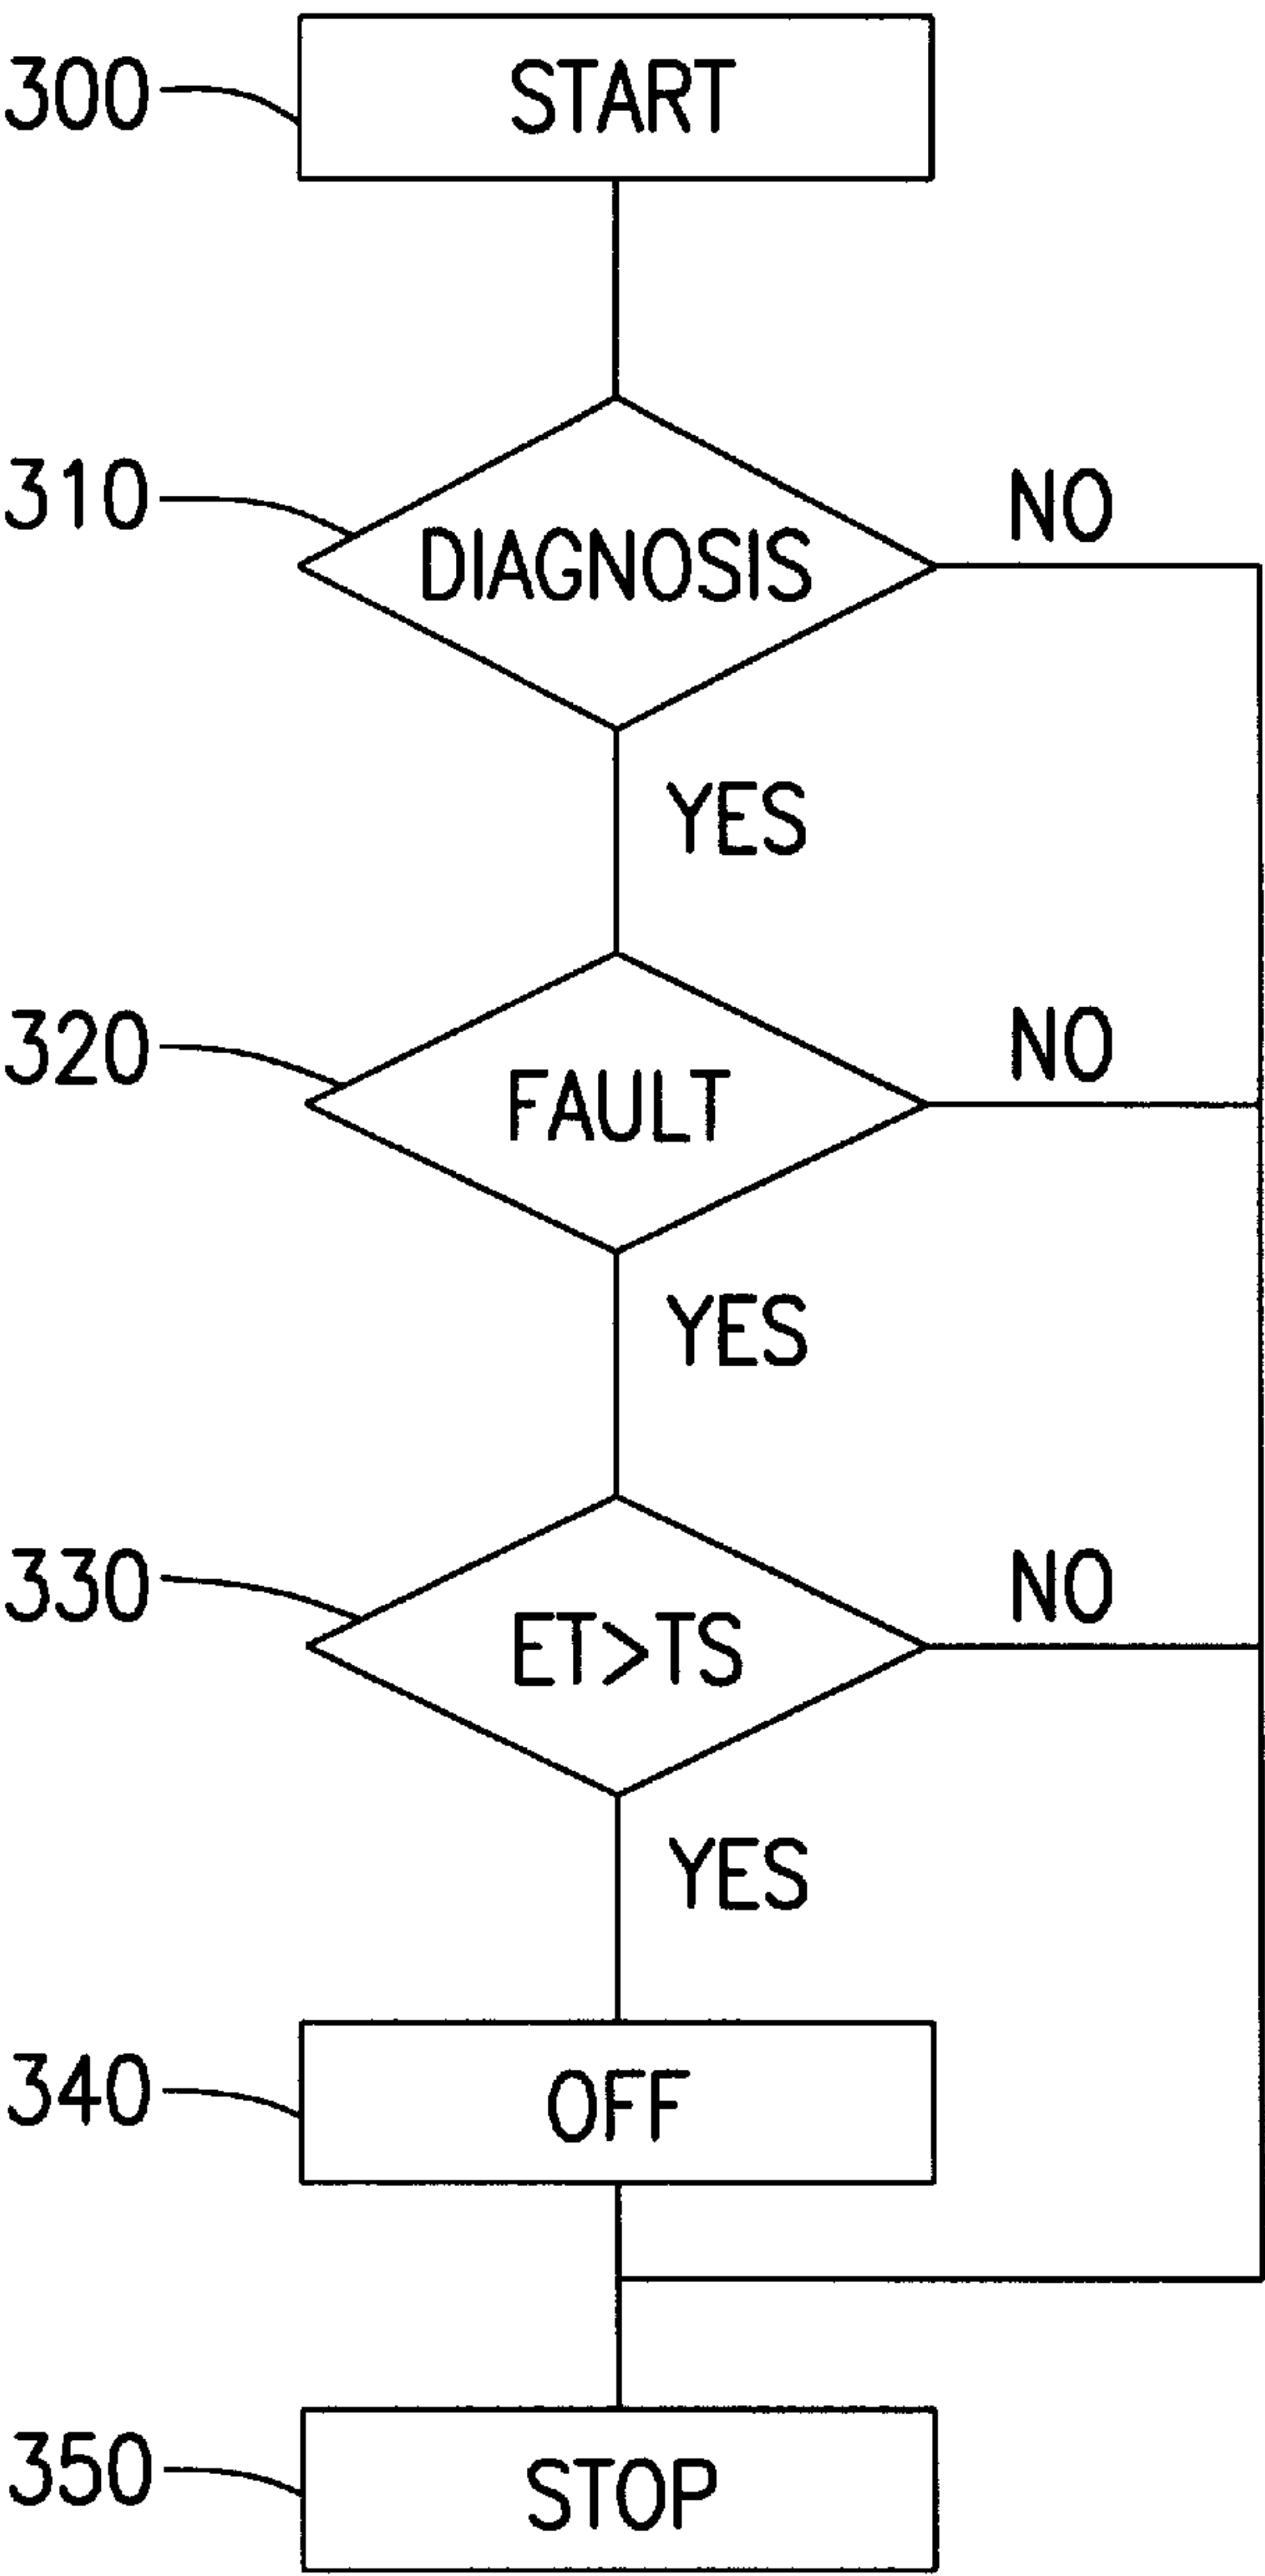 300
START
310
DIAGNOSIS
NO
YES
320
FAULT
NO
YES
330
ET>TS
NO
YES
340
OFF
350
STOP